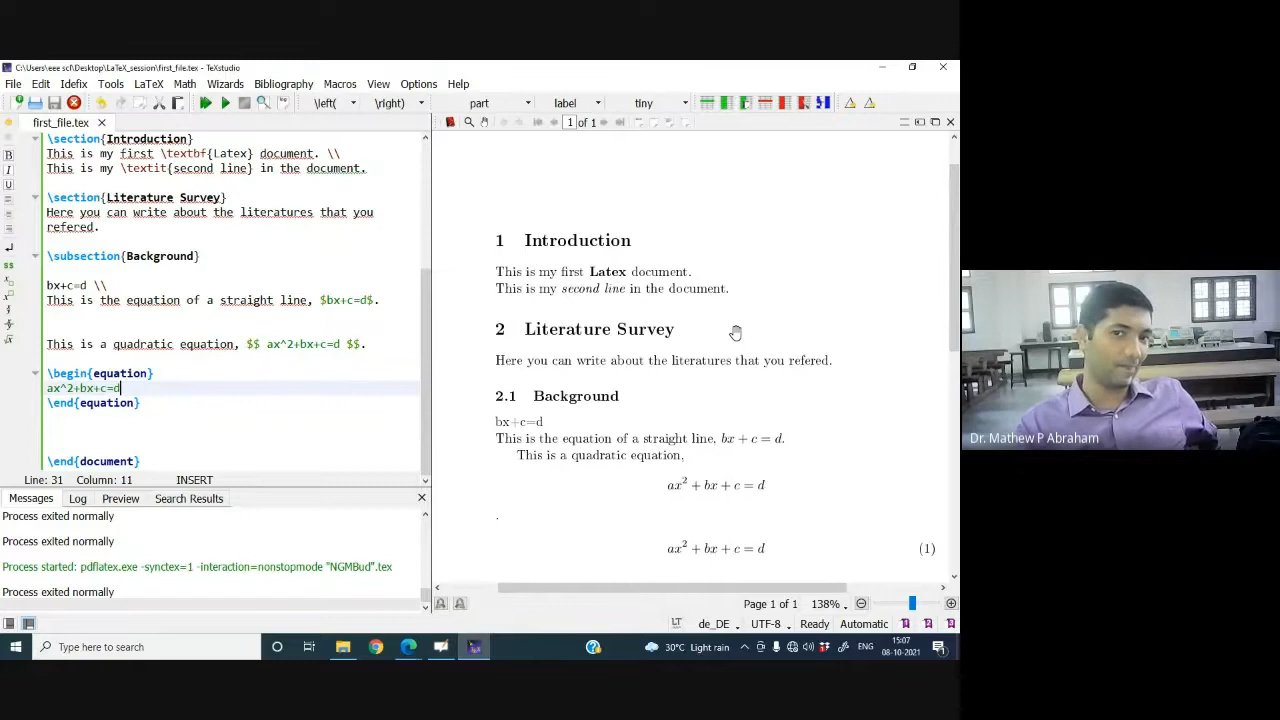 C:\Users\eee scl\Desktop\LaTeX_session\first_file.tex - TeXstudio
File Edit Idefix Tools LaTeX Math Wizards Bibliography Macros View Options Help
\left( \right) part label tiny
first_file.tex
1 of 1
\section{Introduction}
This is my first \textbf{Latex} document. \\
This is my \textit{second line} in the document.
\section{Literature Survey}
Here you can write about the literatures that you
refered.
\subsection{Background}
bx+c=d \\
This is the equation of a straight line, $bx+c=d$.
This is a quadratic equation, $$ ax^2+bx+c=d $$.
\begin{equation}
ax^2+bx+c=d
\end{equation}
\end{document}
Line: 31 Column: 11 INSERT
Messages Log Preview Search Results
Process exited normally
Process exited normally
Process started: pdflatex.exe -synctex=1 -interaction=nonstopmode "NGMBud".tex
Process exited normally
1 Introduction
This is my first Latex document.
This is my second line in the document.
2 Literature Survey
Here you can write about the literatures that you refered.
2.1 Background
bx+c=d
This is the equation of a straight line, bx + c = d.
This is a quadratic equation,
ax² + bx + c = d
.
ax² + bx + c = d (1)
Page 1 of 1 138%
LT de_DE UTF-8 Ready Automatic
Type here to search
30°C Light rain ENG 15:07
08-10-2021
Dr. Mathew P Abraham